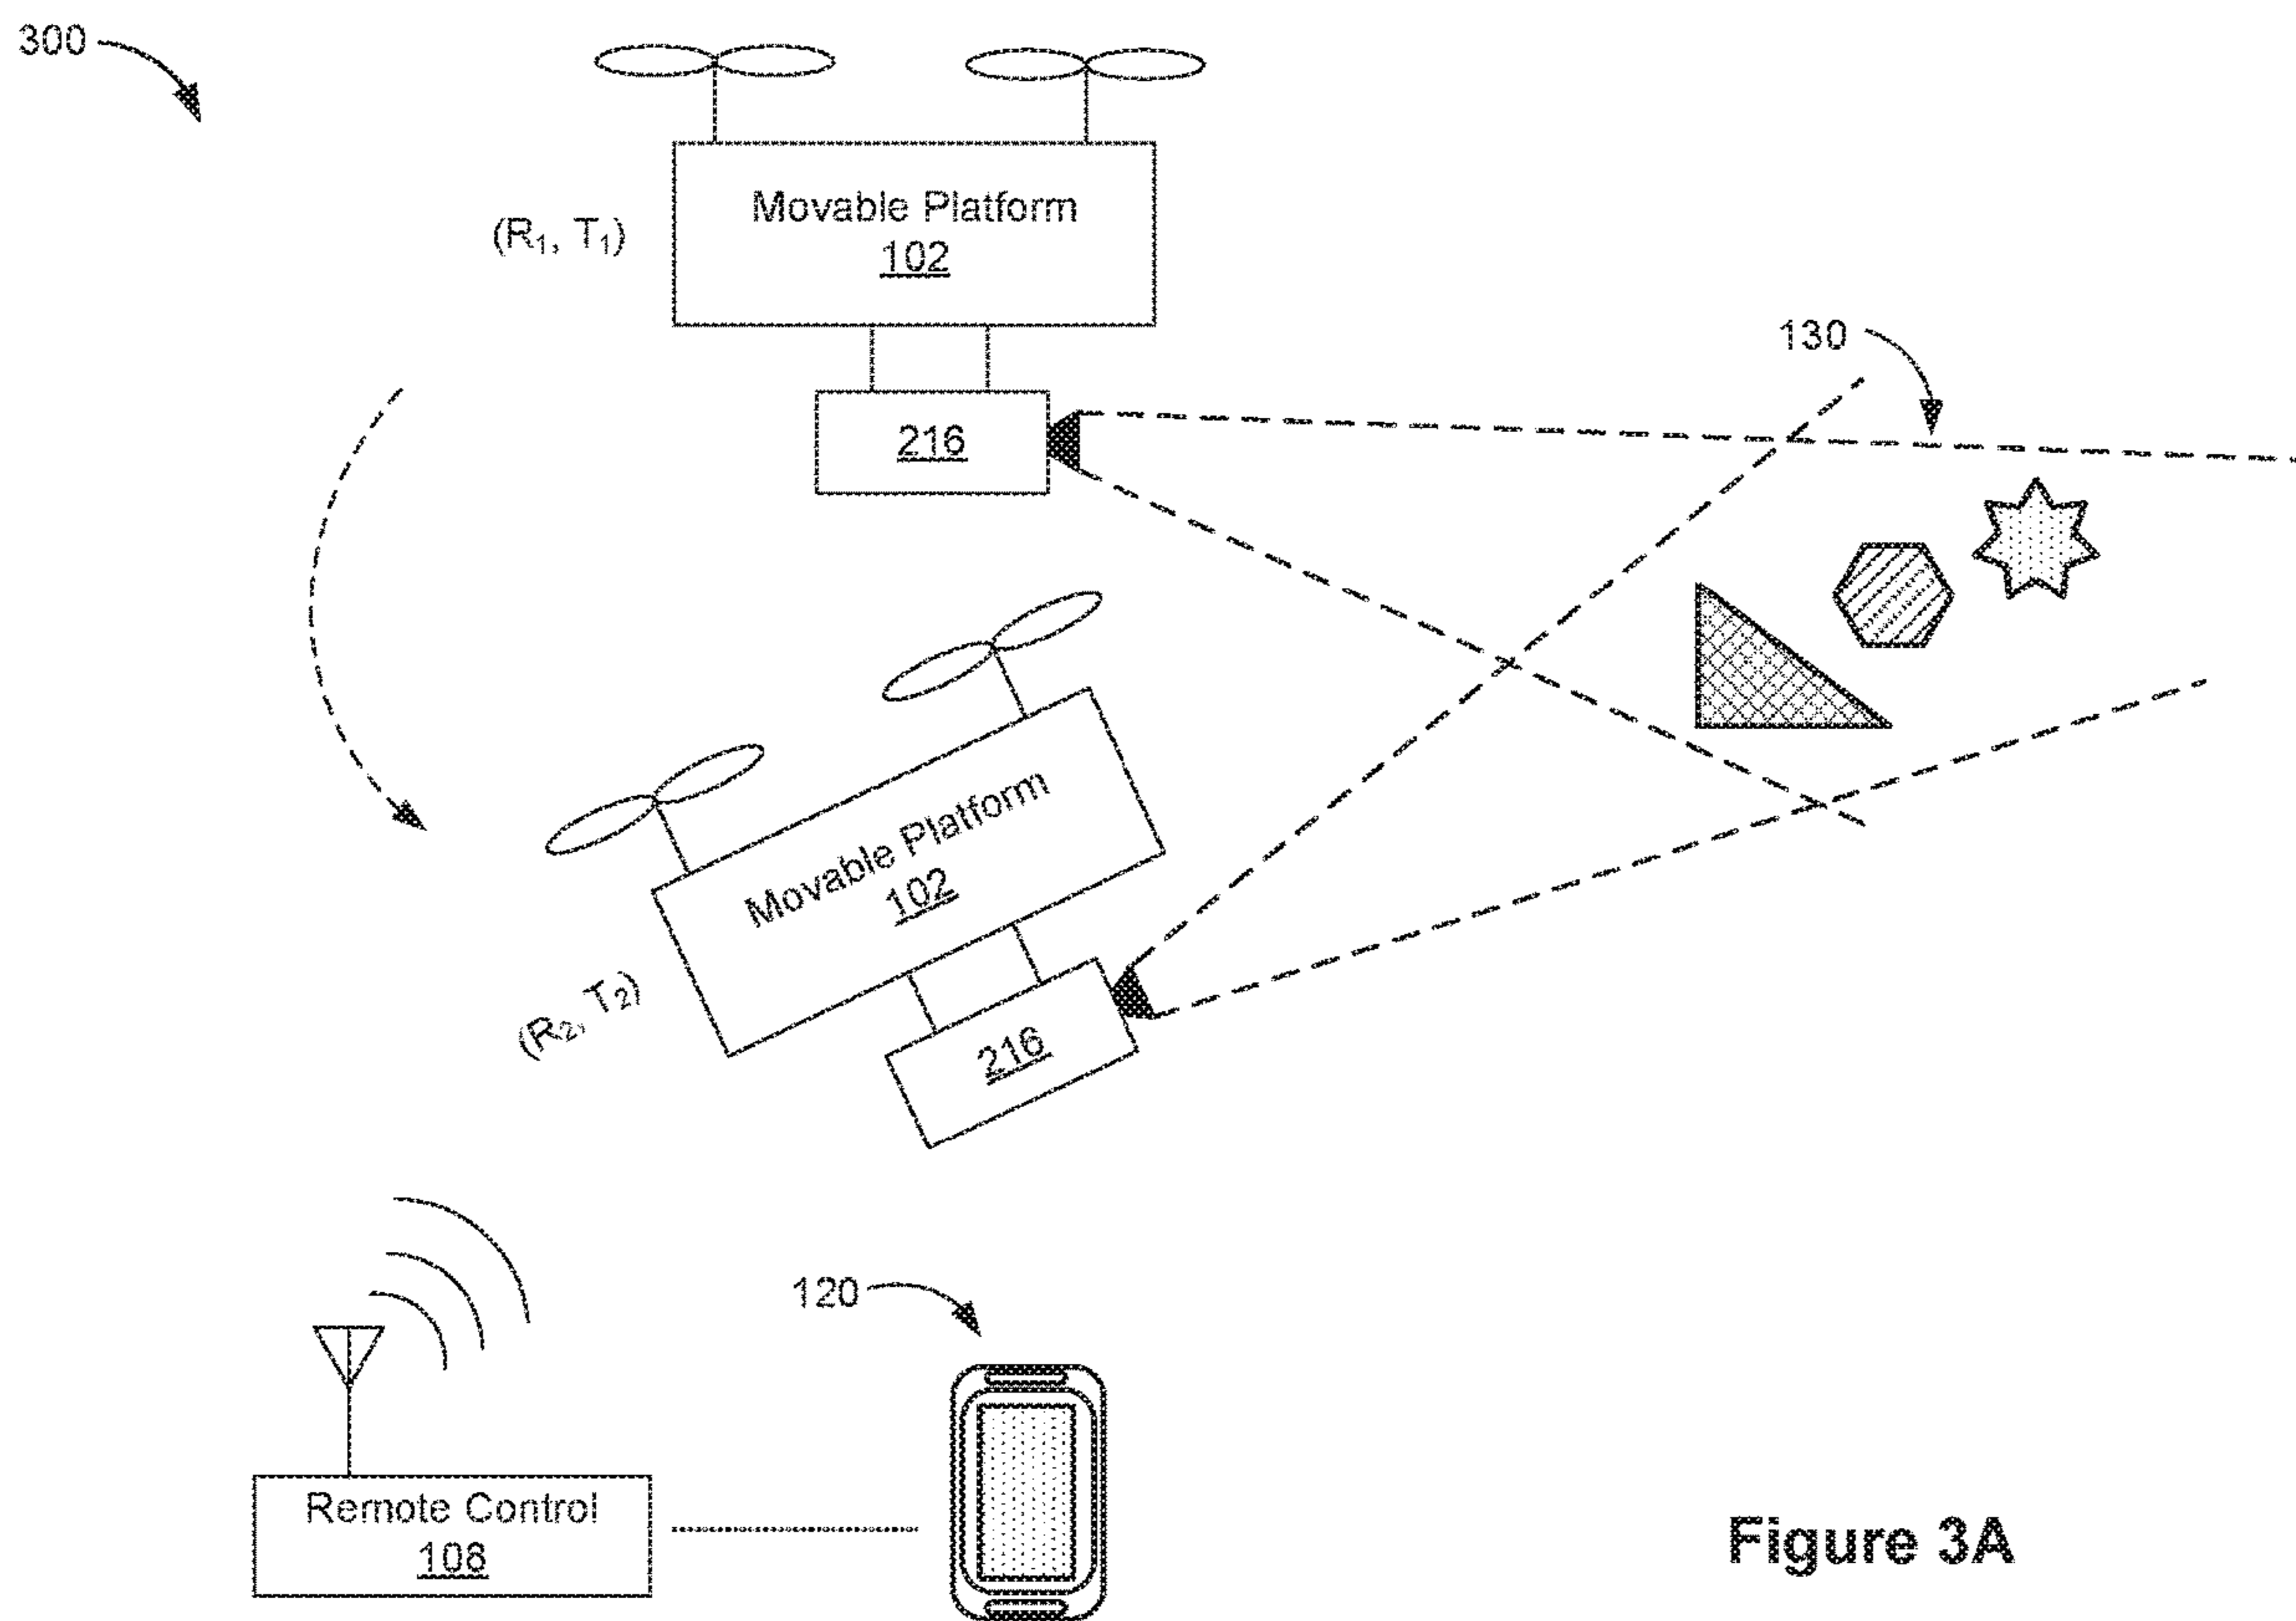 300
Movable Platform
102
(R₁, T₁)
130
216
Movable Platform
102
(R₂, T₂)
216
120
Remote Control
108
Figure 3A